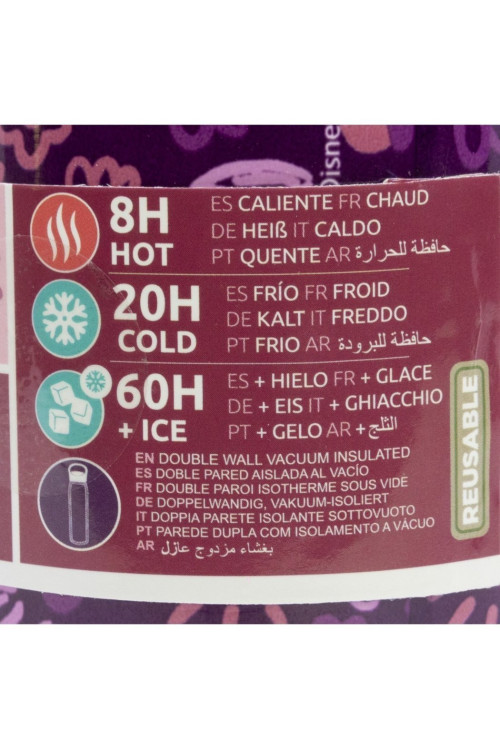 Disne
8H
HOT
ES CALIENTE FR CHAUD
DE HEIß IT CALDO
PT QUENTE AR حافظة للحرارة
20H
COLD
ES FRÍO FR FROID
DE KALT IT FREDDO
PT FRIO AR حافظة للبرودة
60H
+ ICE
ES + HIELO FR + GLACE
DE + EIS IT + GHIACCHIO
PT + GELO AR + الثلج
REUSABLE
EN DOUBLE WALL VACUUM INSULATED
ES DOBLE PARED AISLADA AL VACÍO
FR DOUBLE PAROI ISOTHERME SOUS VIDE
DE DOPPELWANDIG, VAKUUM-ISOLIERT
IT DOPPIA PARETE ISOLANTE SOTTOVUOTO
PT PAREDE DUPLA COM ISOLAMENTO A VÁCUO
AR بغشاء مزدوج عازل